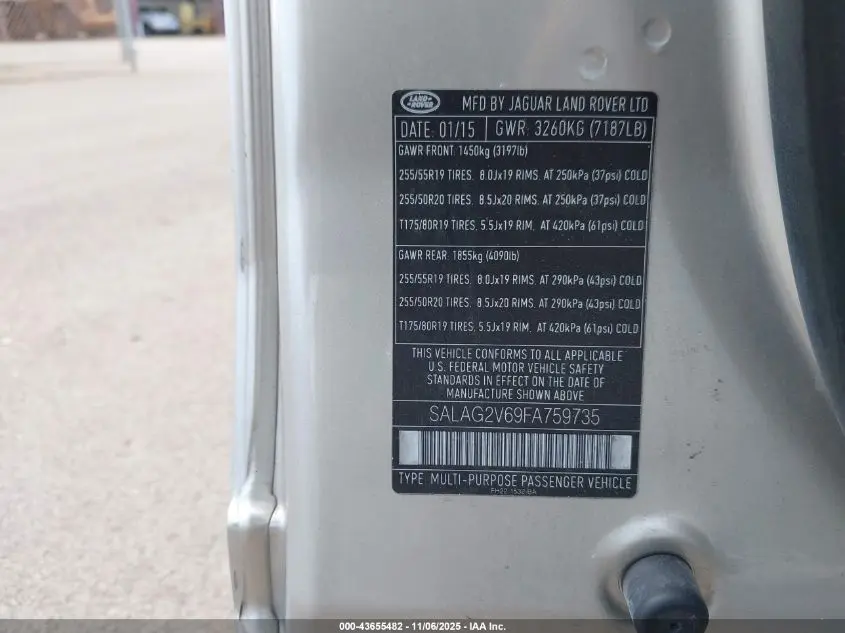 LAND ROVER
MFD BY JAGUAR LAND ROVER LTD
DATE: 01/15 GWR: 3260KG (7187LB)
GAWR FRONT: 1450kg (3197lb)
255/55R19 TIRES. 8.0Jx19 RIMS. AT 250kPa (37psi) COLD
255/50R20 TIRES. 8.5Jx20 RIMS. AT 250kPa (37psi) COLD
T175/80R19 TIRES. 5.5Jx19 RIM. AT 420kPa (61psi) COLD
GAWR REAR: 1855kg (4090lb)
255/55R19 TIRES. 8.0Jx19 RIMS. AT 290kPa (43psi) COLD
255/50R20 TIRES. 8.5Jx20 RIMS. AT 290kPa (43psi) COLD
T175/80R19 TIRES. 5.5Jx19 RIM. AT 420kPa (61psi) COLD
THIS VEHICLE CONFORMS TO ALL APPLICABLE
U.S. FEDERAL MOTOR VEHICLE SAFETY
STANDARDS IN EFFECT ON THE DATE OF
MANUFACTURE SHOWN ABOVE
SALAG2V69FA759735
TYPE: MULTI-PURPOSE PASSENGER VEHICLE
000-43655482 - 11/06/2025 - IAA Inc.